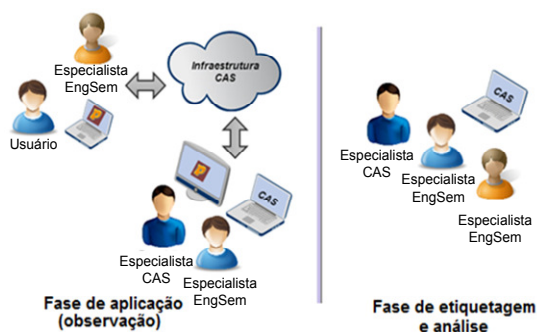 Especialista
EngSem
Usuário
Infraestrutura
CAS
CAS
Especialista
CAS
Especialista
EngSem
Fase de aplicação
(observação)
CAS
Especialista
CAS
Especialista
EngSem
Especialista
EngSem
Fase de etiquetagem
e análise